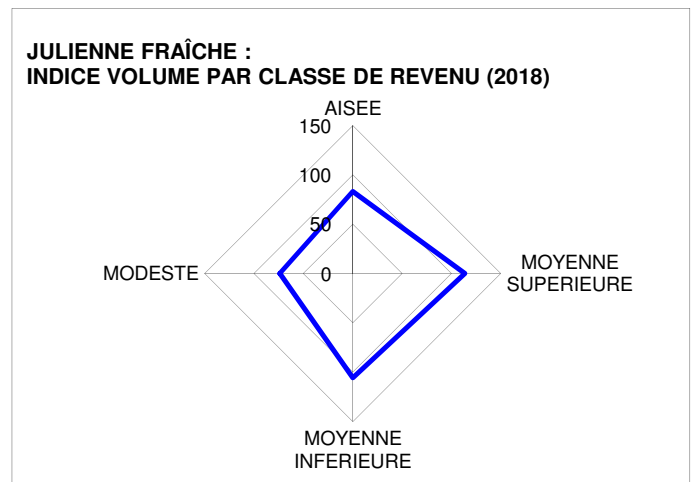 JULIENNE FRAÎCHE :
INDICE VOLUME PAR CLASSE DE REVENU (2018)
AISEE
150
100
50
0
MODESTE
MOYENNE
SUPERIEURE
MOYENNE
INFERIEURE